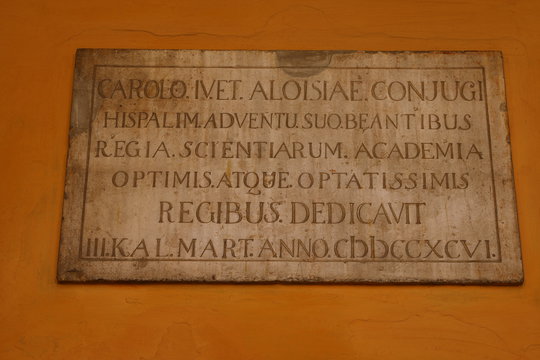 CAROLO. IV ET. ALOISIAE. CONJUGI
HISPALIM. ADVENTU. SUO. BEANTIBUS
REGIA. SCIENTIARUM. ACADEMIA
OPTIMIS. ATQUE. OPTATISSIMIS
REGIBUS. DEDICAVIT
III. KAL. MART. ANNO. CIƆIƆCCXCVI.